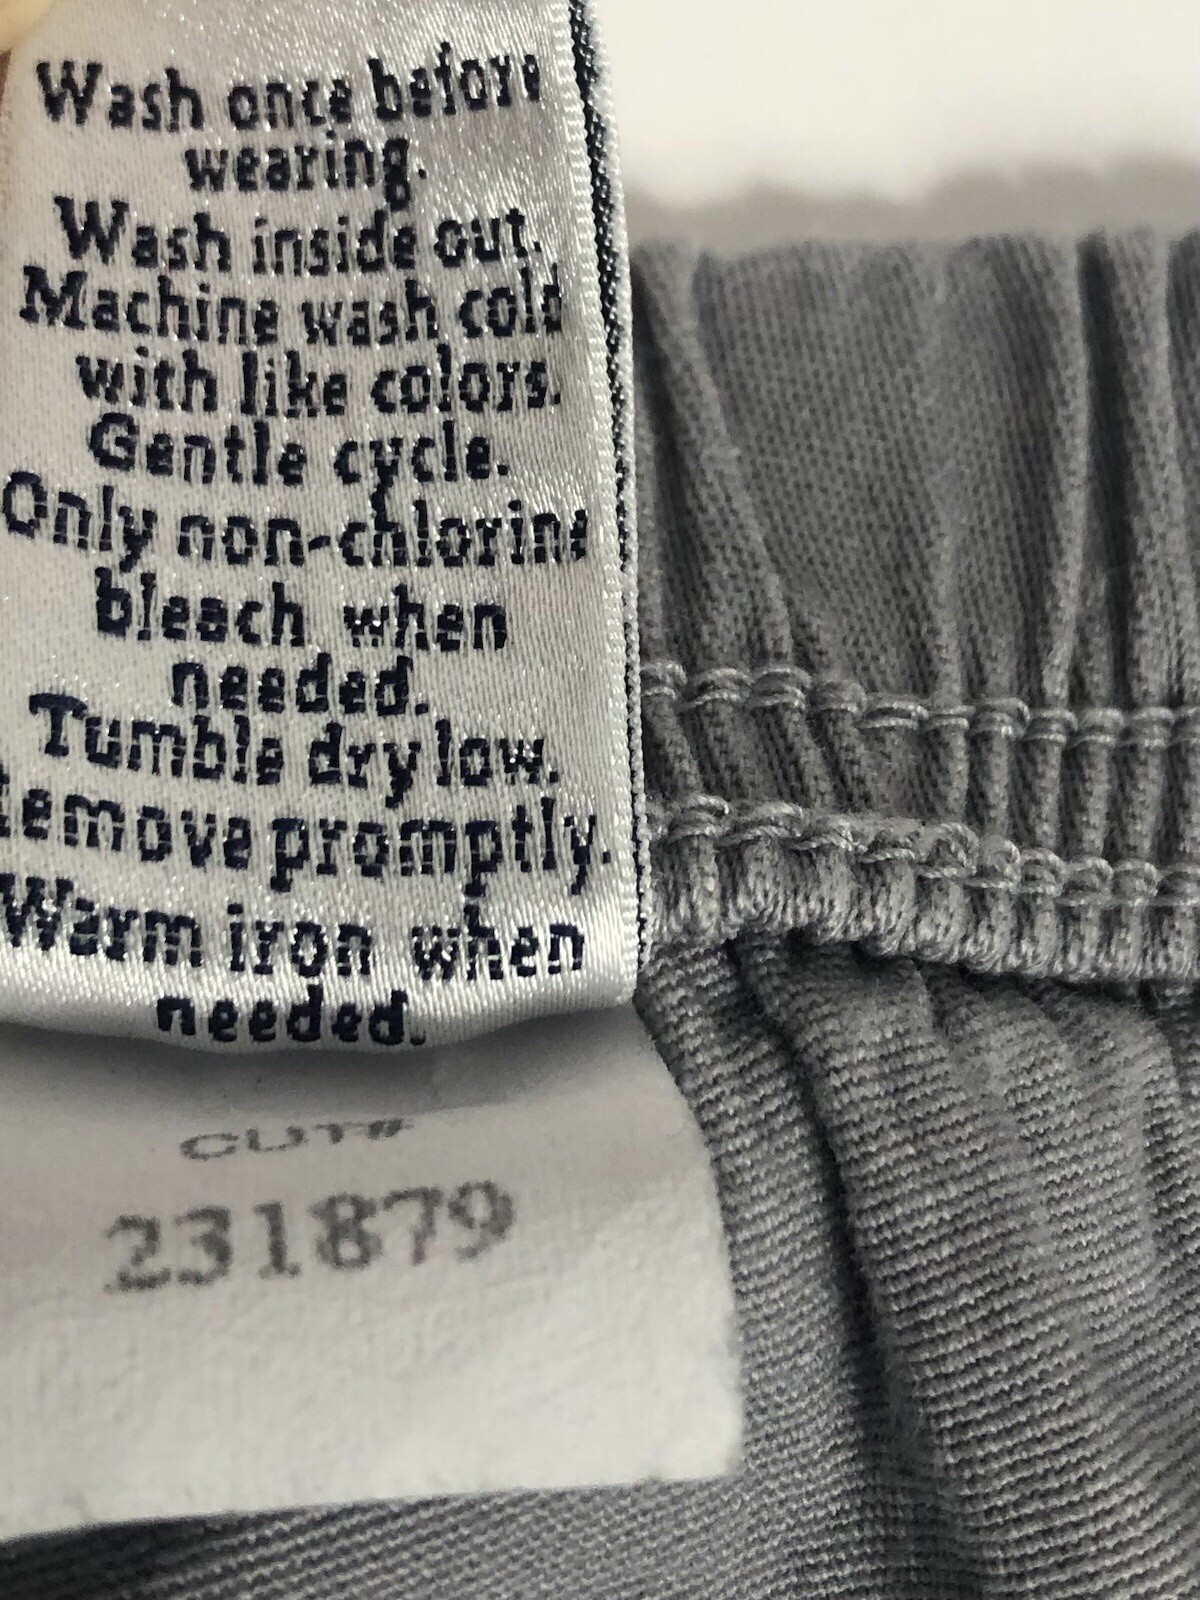 Wash once before
wearing.
Wash inside out.
Machine wash cold
with like colors.
Gentle cycle.
Only non-chlorine
bleach when
needed.
Tumble dry low.
Remove promptly.
Warm iron when
needed.
CUT#
231879